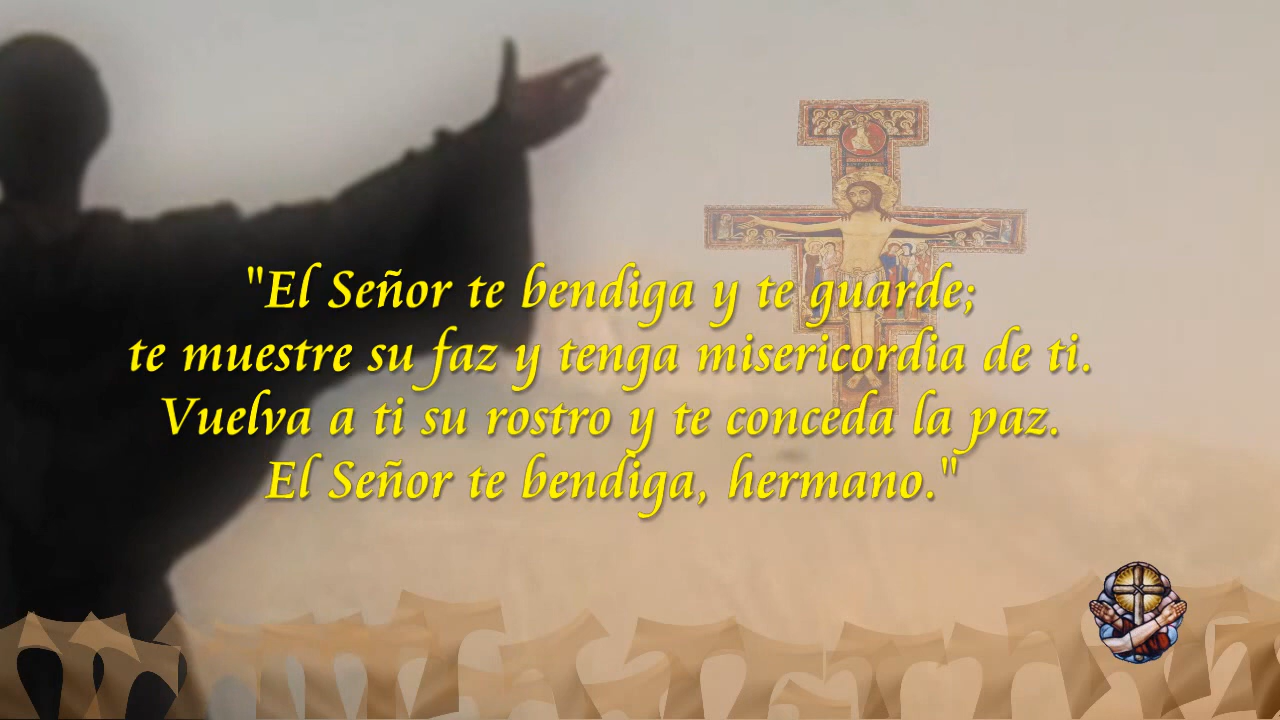 "El Señor te bendiga y te guarde;
te muestre su faz y tenga misericordia de ti.
Vuelva a ti su rostro y te conceda la paz.
El Señor te bendiga, hermano."